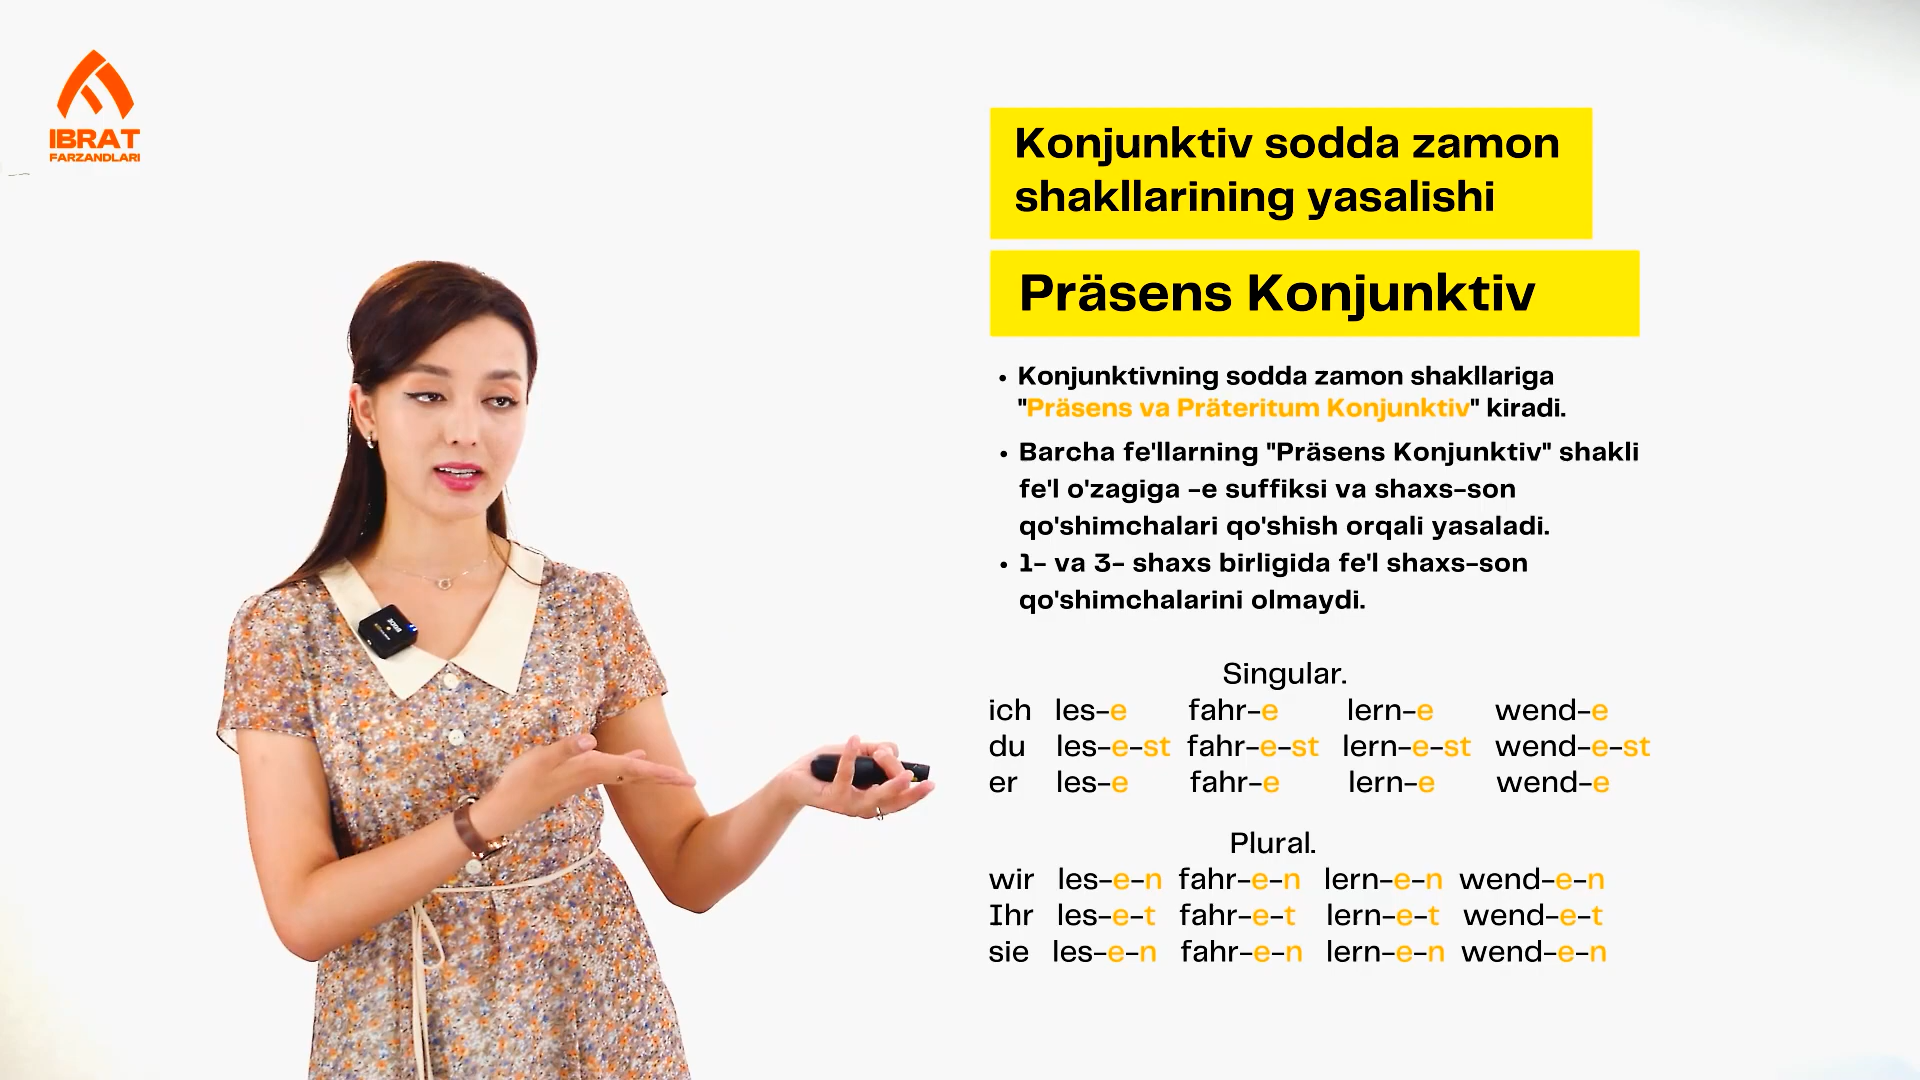 IBRAT
FARZANDLARI
Konjunktiv sodda zamon
shakllarining yasalishi
Präsens Konjunktiv
• Konjunktivning sodda zamon shakllariga
"Präsens va Präteritum Konjunktiv" kiradi.
• Barcha fe'llarning "Präsens Konjunktiv" shakli
fe'l o'zagiga -e suffiksi va shaxs-son
qo'shimchalari qo'shish orqali yasaladi.
• 1- va 3- shaxs birligida fe'l shaxs-son
qo'shimchalarini olmaydi.
Singular.
ich les-e fahr-e lern-e wend-e
du les-e-st fahr-e-st lern-e-st wend-e-st
er les-e fahr-e lern-e wend-e
Plural.
wir les-e-n fahr-e-n lern-e-n wend-e-n
Ihr les-e-t fahr-e-t lern-e-t wend-e-t
sie les-e-n fahr-e-n lern-e-n wend-e-n